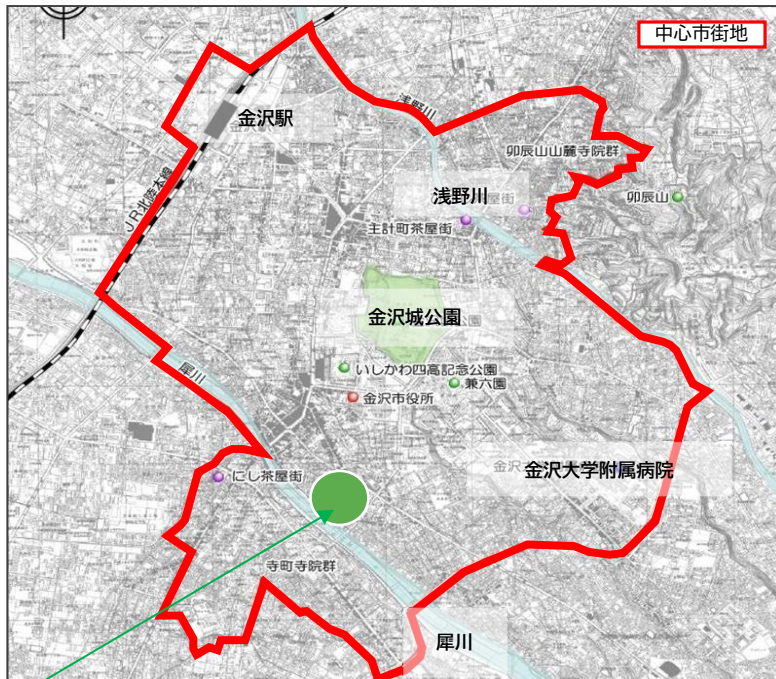 中心市街地
金沢駅
浅野川
卯辰山山麓寺院群
JR北陸本線
浅野川
茶屋街
卯辰山
主計町茶屋街
金沢城公園
いしかわ四高記念公園
兼六園
金沢市役所
犀川
金沢大学附属病院
にし茶屋街
寺町寺院群
犀川